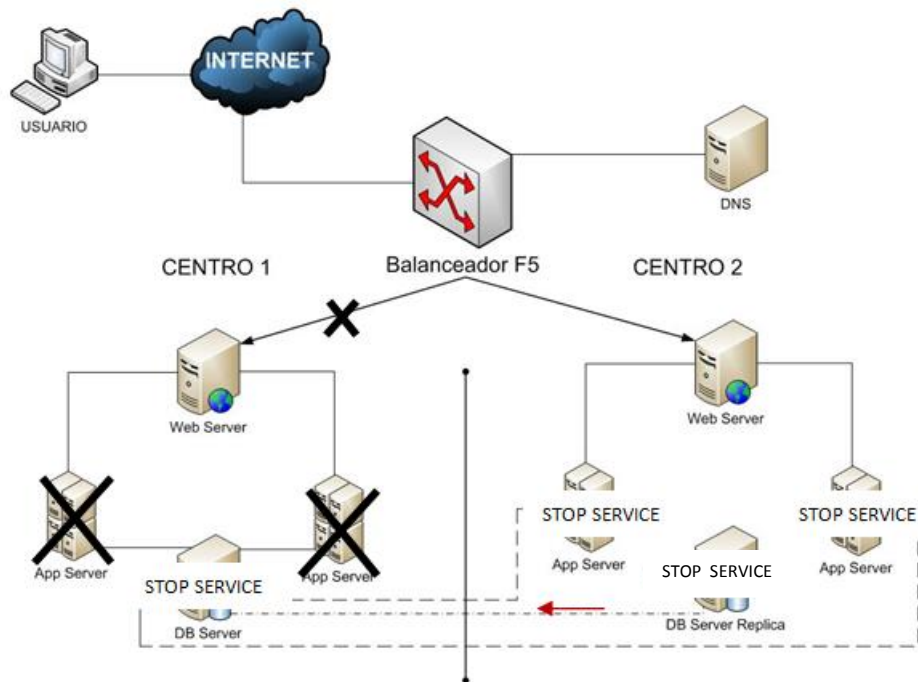 INTERNET
USUARIO
DNS
CENTRO 1
Balanceador F5
CENTRO 2
Web Server
Web Server
STOP SERVICE
STOP SERVICE
App Server
App Server
App Server
App Server
STOP SERVICE
STOP SERVICE
DB Server
DB Server Replica